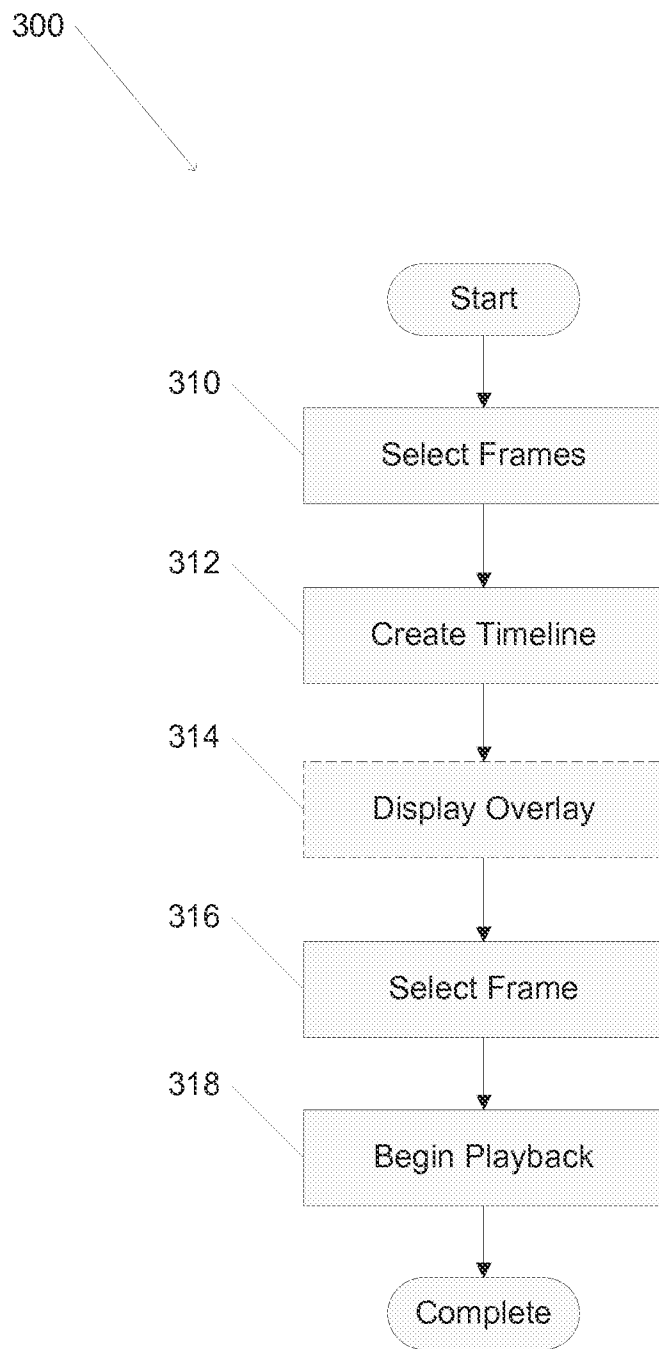 300
Start
310
Select Frames
312
Create Timeline
314
Display Overlay
316
Select Frame
318
Begin Playback
Complete